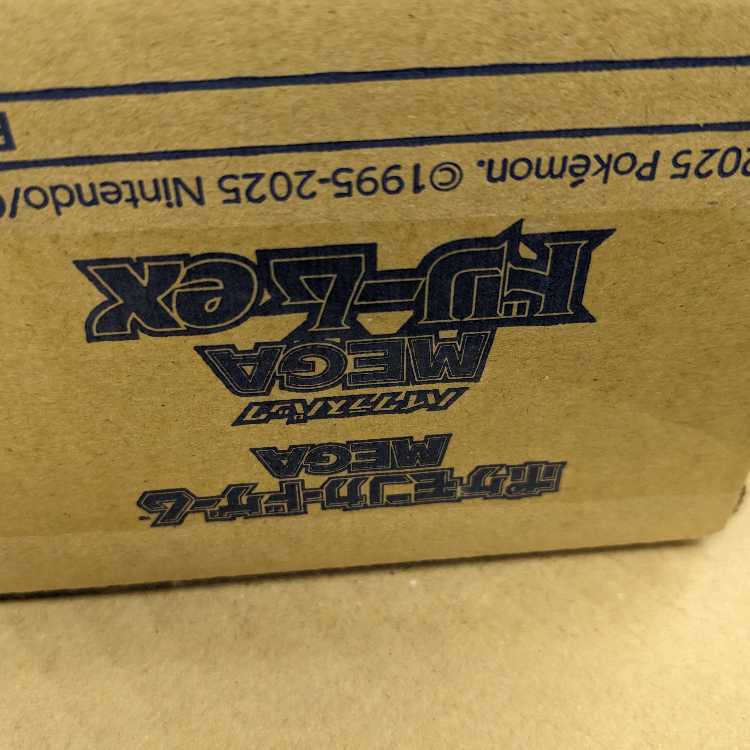 ポケモンカードゲーム
MEGA
ハイクラスパック
MEGA
ドリームex
2025 Pokémon. ©1995-2025 Nintendo/